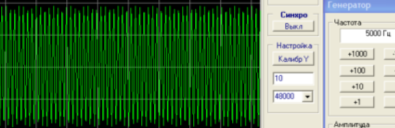 Генератор
Синхро
Выкл
Частота
5000 Гц
Настройка
Калибр Y
+1000
10
+100
48000
+10
+1
Амплитуда